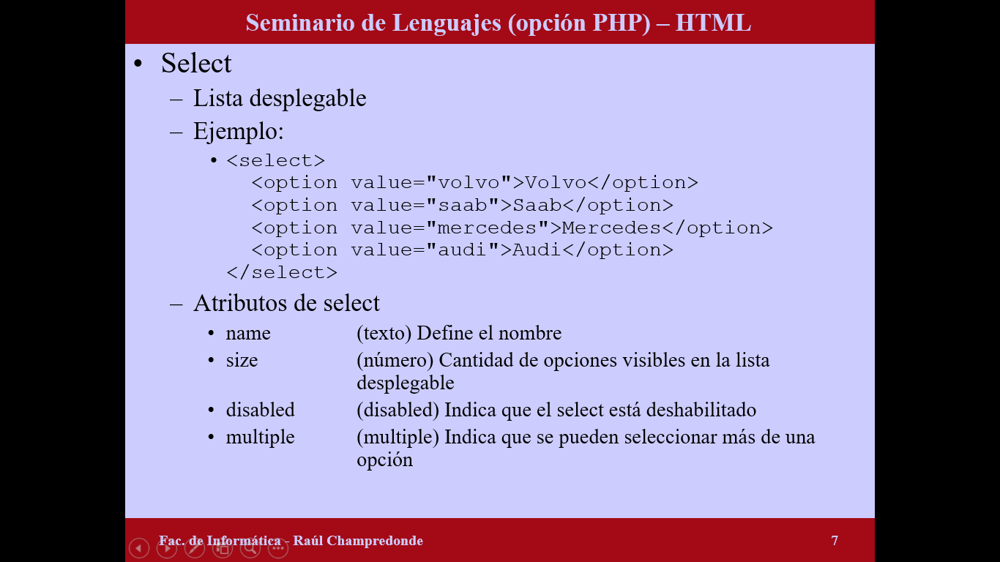 Seminario de Lenguajes (opción PHP) – HTML
• Select
– Lista desplegable
– Ejemplo:
• <select>
<option value="volvo">Volvo</option>
<option value="saab">Saab</option>
<option value="mercedes">Mercedes</option>
<option value="audi">Audi</option>
</select>
– Atributos de select
• name (texto) Define el nombre
• size (número) Cantidad de opciones visibles en la lista
desplegable
• disabled (disabled) Indica que el select está deshabilitado
• multiple (multiple) Indica que se pueden seleccionar más de una
opción
Fac. de Informática - Raúl Champredonde 7